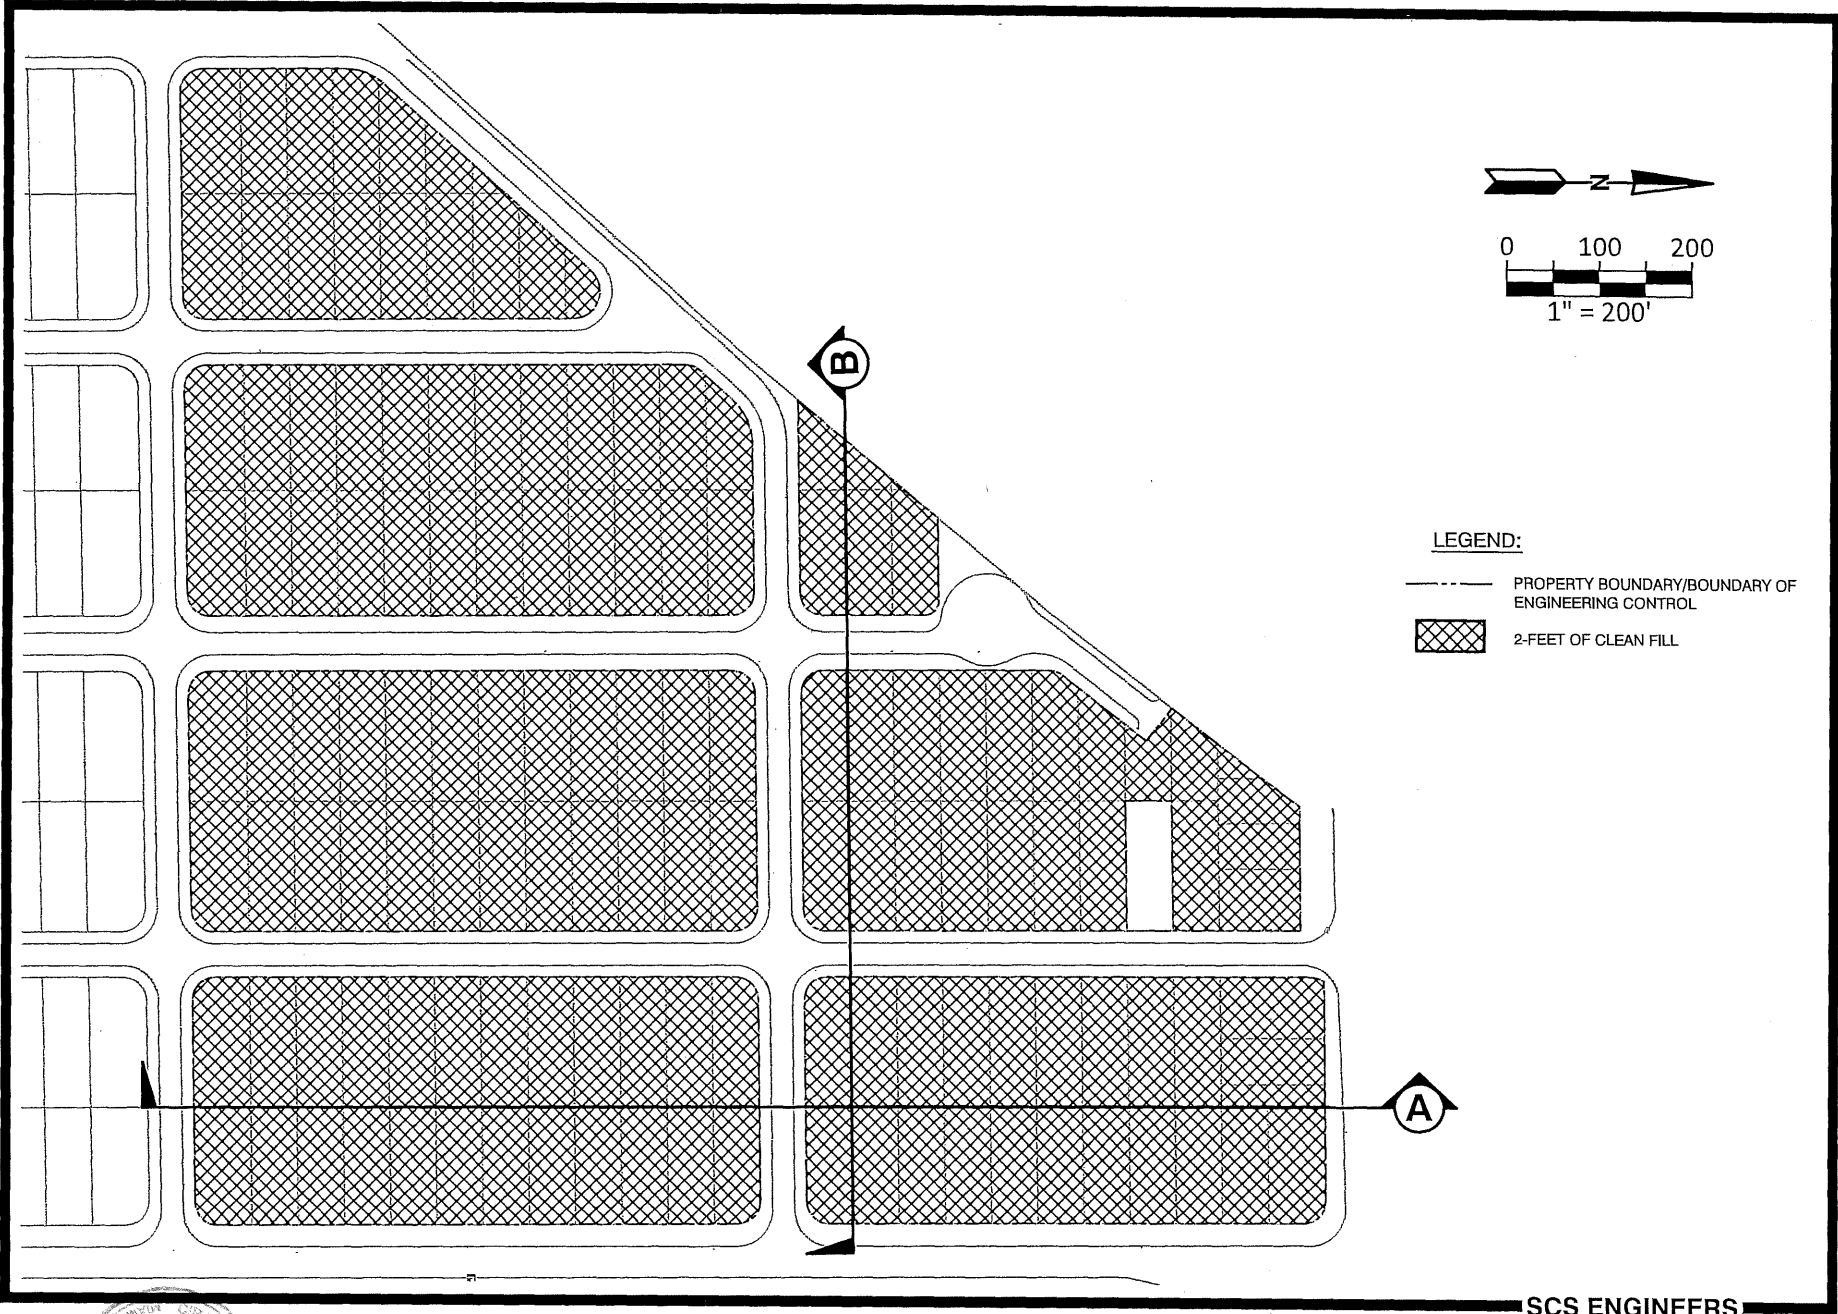 N
0 100 200
1" = 200'
B
LEGEND:
PROPERTY BOUNDARY/BOUNDARY OF
ENGINEERING CONTROL
2-FEET OF CLEAN FILL
A
SCS ENGINEERS